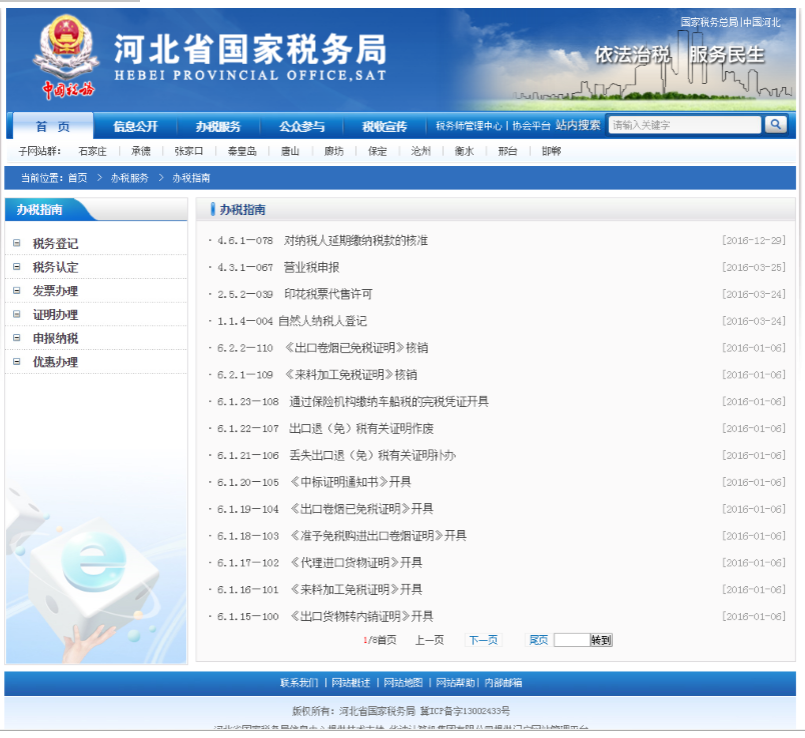 国家税务总局|中国河北
河北省国家税务局
HEBEI PROVINCIAL OFFICE,SAT
中国税务
依法治税 服务民生
首 页 信息公开 办税服务 公众参与 税收宣传 税务师管理中心 | 协会平台 站内搜索 请输入关键字
子网站群: 石家庄 | 承德 | 张家口 | 秦皇岛 | 唐山 | 廊坊 | 保定 | 沧州 | 衡水 | 邢台 | 邯郸
当前位置: 首页 > 办税服务 > 办税指南
办税指南
税务登记
税务认定
发票办理
证明办理
申报纳税
优惠办理
办税指南
· 4.6.1—078 对纳税人延期缴纳税款的核准 [2016-12-29]
· 4.3.1—067 营业税申报 [2016-03-25]
· 2.5.2—039 印花税票代售许可 [2016-03-24]
· 1.1.4—004 自然人纳税人登记 [2016-03-24]
· 6.2.2—110 《出口卷烟已免税证明》核销 [2016-01-06]
· 6.2.1—109 《来料加工免税证明》核销 [2016-01-06]
· 6.1.23—108 通过保险机构缴纳车船税的完税凭证开具 [2016-01-06]
· 6.1.22—107 出口退（免）税有关证明作废 [2016-01-06]
· 6.1.21—106 丢失出口退（免）税有关证明补办 [2016-01-06]
· 6.1.20—105 《中标证明通知书》开具 [2016-01-06]
· 6.1.19—104 《出口卷烟已免税证明》开具 [2016-01-06]
· 6.1.18—103 《准予免税购进出口卷烟证明》开具 [2016-01-06]
· 6.1.17—102 《代理进口货物证明》开具 [2016-01-06]
· 6.1.16—101 《来料加工免税证明》开具 [2016-01-06]
· 6.1.15—100 《出口货物转内销证明》开具 [2016-01-06]
1/8首页 上一页 下一页 尾页 转到
联系我们 | 网站概述 | 网站地图 | 网站帮助| 内部邮箱
版权所有: 河北省国家税务局 冀ICP备字13002433号